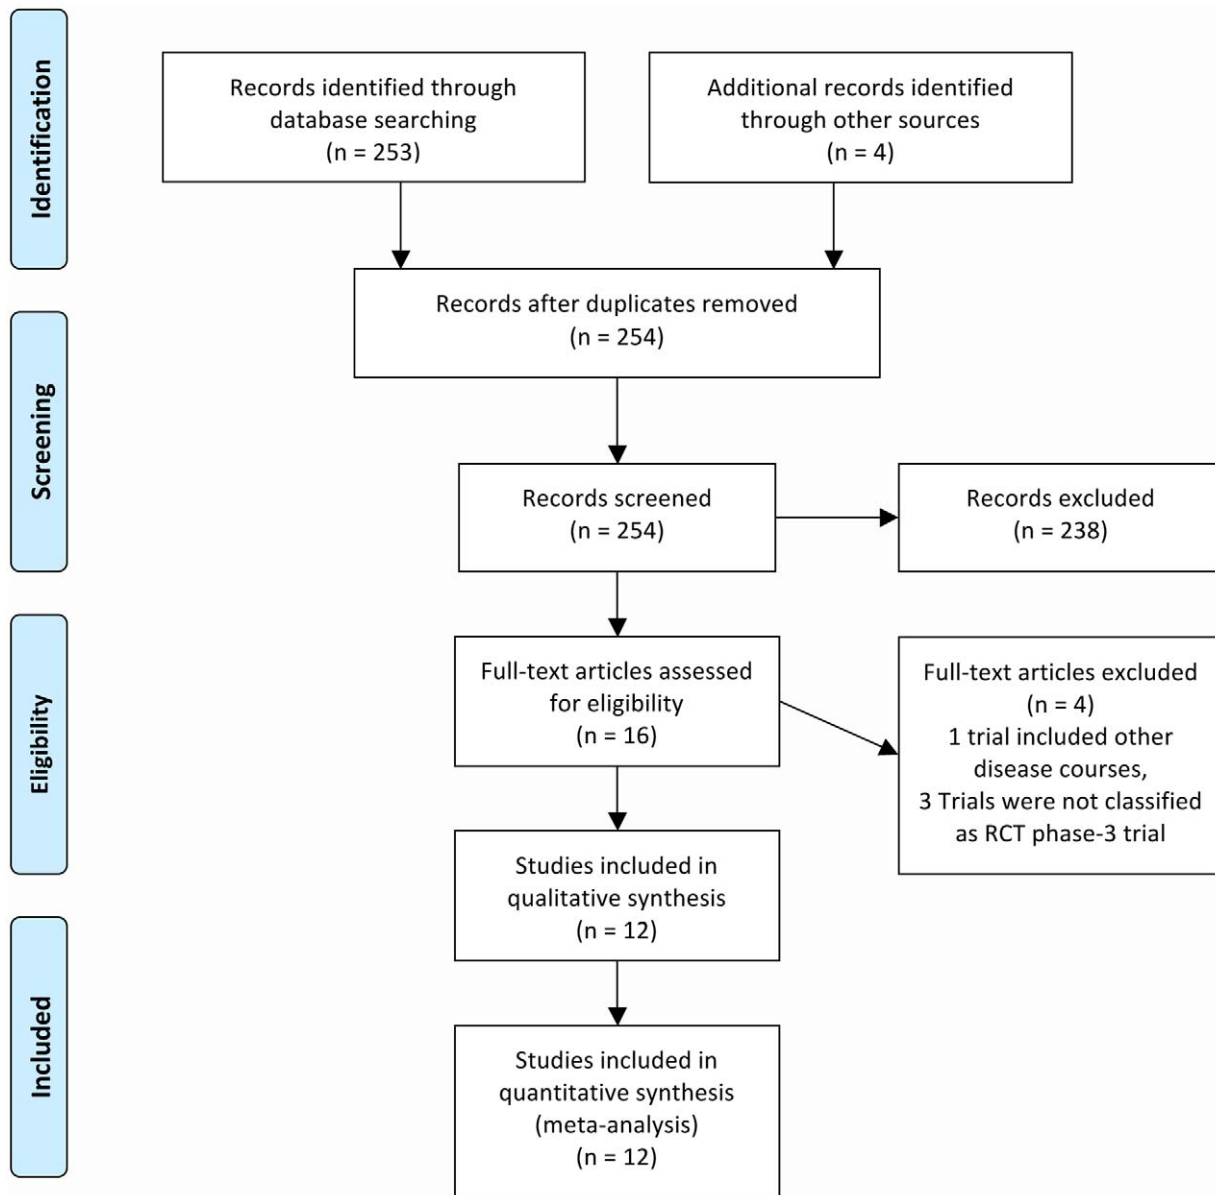 Identification
Records identified through
database searching
(n = 253)
Additional records identified
through other sources
(n = 4)
Records after duplicates removed
(n = 254)
Screening
Records screened
(n = 254)
Records excluded
(n = 238)
Eligibility
Full-text articles assessed
for eligibility
(n = 16)
Full-text articles excluded
(n = 4)
1 trial included other
disease courses,
3 Trials were not classified
as RCT phase-3 trial
Studies included in
qualitative synthesis
(n = 12)
Included
Studies included in
quantitative synthesis
(meta-analysis)
(n = 12)